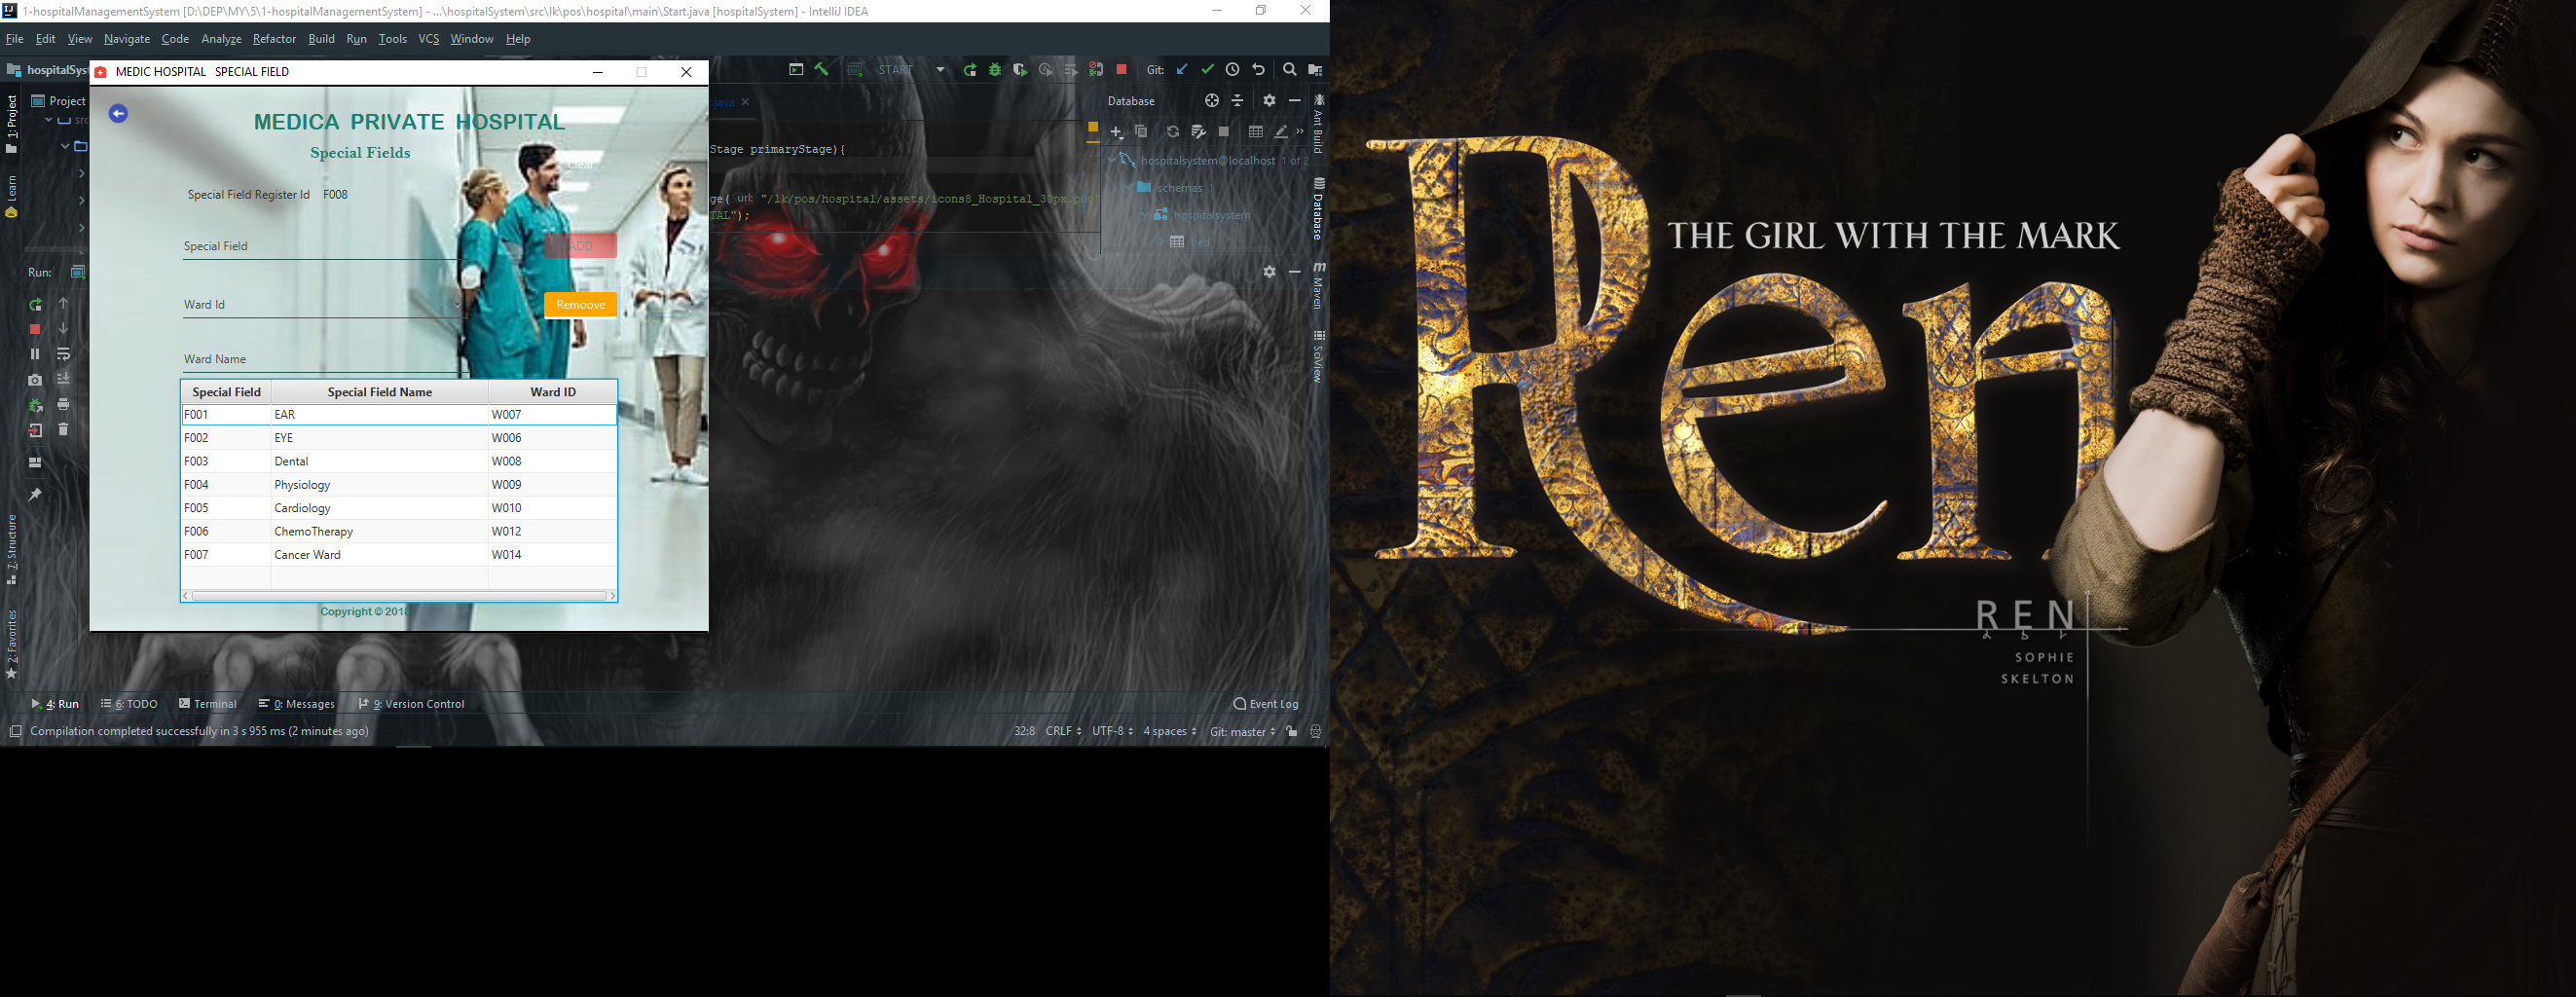 1-hospitalManagementSystem [D:\DEP\MY\5\1-hospitalManagementSystem] - ...\hospitalSystem\src\lk\pos\hospital\main\Start.java [hospitalSystem] - IntelliJ IDEA
File Edit View Navigate Code Analyze Refactor Build Run Tools VCS Window Help
hospitalSys
START
Git:
MEDIC HOSPITAL SPECIAL FIELD
MEDICA PRIVATE HOSPITAL
Special Fields
Clear
Special Field Register Id F008
Special Field
ADD
Ward Id
Remoove
Ward Name
Special Field Special Field Name Ward ID
F001 EAR W007
F002 EYE W006
F003 Dental W008
F004 Physiology W009
F005 Cardiology W010
F006 ChemoTherapy W012
F007 Cancer Ward W014
Copyright © 2018
1: Project
Learn
7: Structure
2: Favorites
Project
src
Run:
.java
Stage primaryStage){
ge( url: "/lk/pos/hospital/assets/icons8_Hospital_30px.png"
TAL");
Database
hospitalsystem@localhost 1 of 2
schemas 1
hospitalsystem
bed
Ant Build
Database
Maven
SciView
4: Run 6: TODO Terminal 0: Messages 9: Version Control
Event Log
Compilation completed successfully in 3 s 955 ms (2 minutes ago)
32:8 CRLF UTF-8 4 spaces Git: master
THE GIRL WITH THE MARK
Ren
REN
SOPHIE
SKELTON